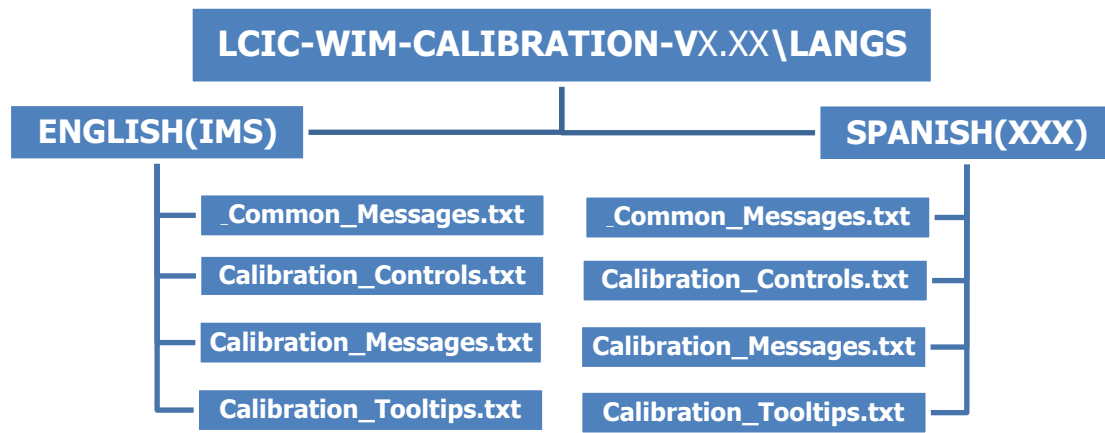 LCIC-WIM-CALIBRATION-VX.XX\LANGS
ENGLISH(IMS)
_Common_Messages.txt
Calibration_Controls.txt
Calibration_Messages.txt
Calibration_Tooltips.txt
SPANISH(XXX)
_Common_Messages.txt
Calibration_Controls.txt
Calibration_Messages.txt
Calibration_Tooltips.txt